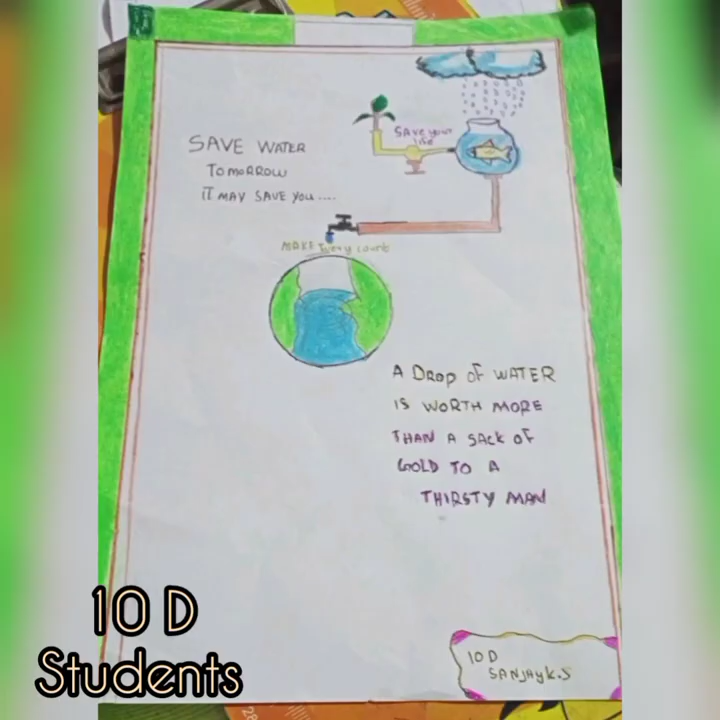 SAVE WATER
TOMORROW
IT MAY SAVE YOU ....
SAVE your
life
MAKE Every count
A DROP OF WATER
IS WORTH MORE
THAN A SACK OF
GOLD TO A
THIRSTY MAN
10 D
SANJAY K.S
10 D
Students